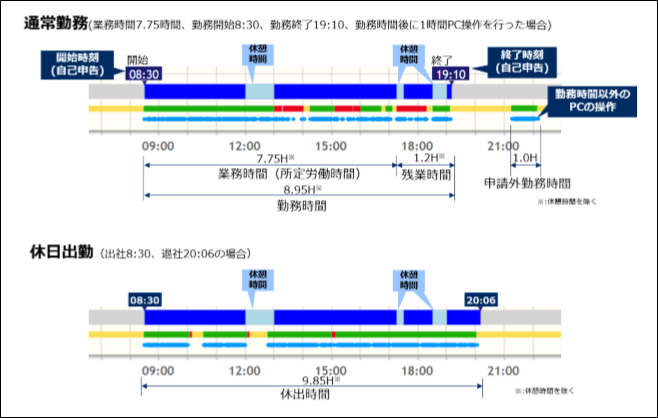 通常勤務(業務時間7.75時間、勤務開始8:30、勤務終了19:10、勤務時間後に1時間PC操作を行った場合)
開始時刻
(自己申告)
開始
08:30
休憩
時間
休憩
時間
終了
19:10
終了時刻
(自己申告)
勤務時間以外の
PCの操作
09:00 12:00 15:00 18:00 21:00
7.75H※ 1.2H※ 1.0H
業務時間（所定労働時間） 残業時間 申請外勤務時間
8.95H※
勤務時間
※:休憩時間を除く
休日出勤（出社8:30、退社20:06の場合）
休憩
時間
休憩
時間
08:30 20:06
09:00 12:00 15:00 18:00 21:00
9.85H※
休出時間
※:休憩時間を除く